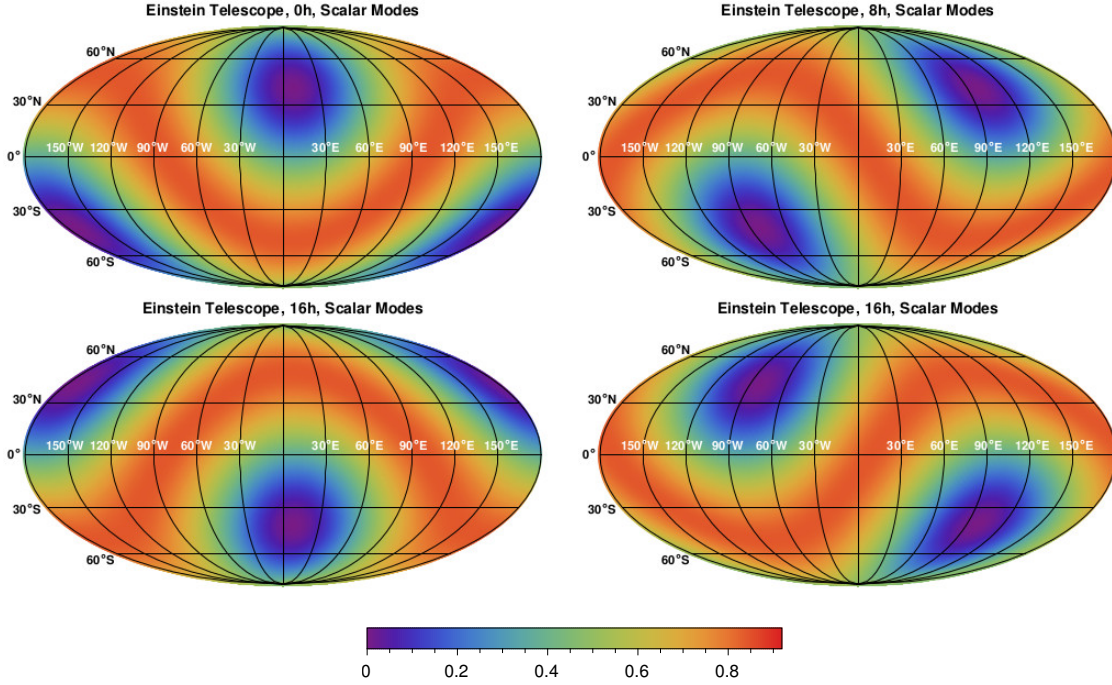 Einstein Telescope, 0h, Scalar Modes
60°N
30°N
150°W 120°W 90°W 60°W 30°W 30°E 60°E 90°E 120°E 150°E
0°
30°S
60°S
Einstein Telescope, 8h, Scalar Modes
60°N
30°N
150°W 120°W 90°W 60°W 30°W 30°E 60°E 90°E 120°E 150°E
0°
30°S
60°S
Einstein Telescope, 16h, Scalar Modes
60°N
30°N
150°W 120°W 90°W 60°W 30°W 30°E 60°E 90°E 120°E 150°E
0°
30°S
60°S
Einstein Telescope, 16h, Scalar Modes
60°N
30°N
150°W 120°W 90°W 60°W 30°W 30°E 60°E 90°E 120°E 150°E
0°
30°S
60°S
0 0.2 0.4 0.6 0.8